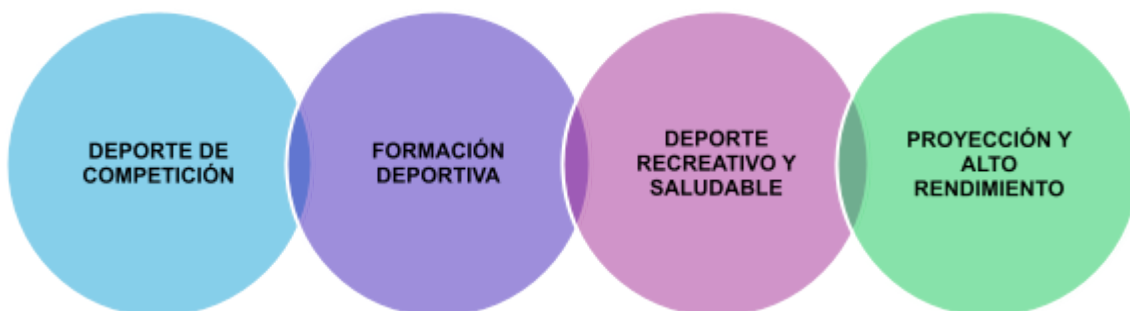 DEPORTE DE
COMPETICIÓN
FORMACIÓN
DEPORTIVA
DEPORTE
RECREATIVO Y
SALUDABLE
PROYECCIÓN Y
ALTO
RENDIMIENTO